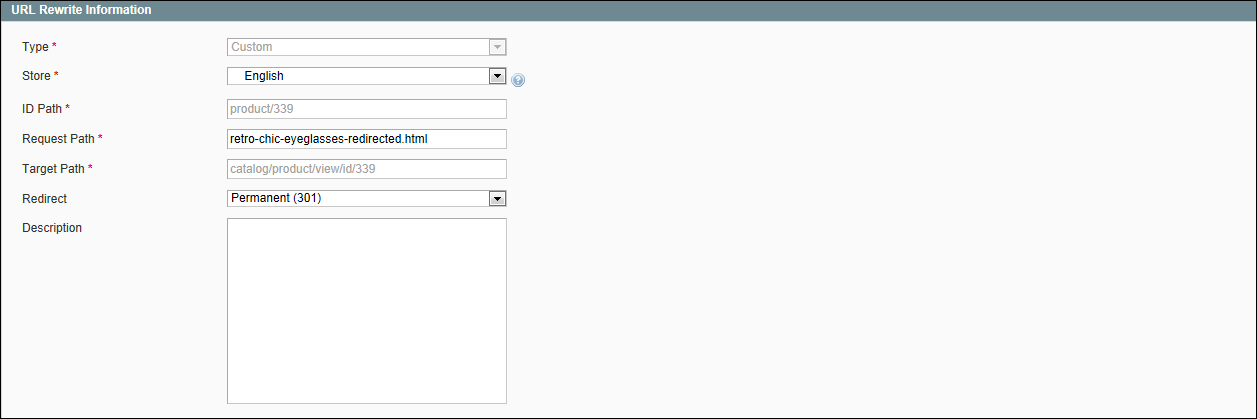 URL Rewrite Information
Type * Custom
Store * English ?
ID Path * product/339
Request Path * retro-chic-eyeglasses-redirected.html
Target Path * catalog/product/view/id/339
Redirect Permanent (301)
Description